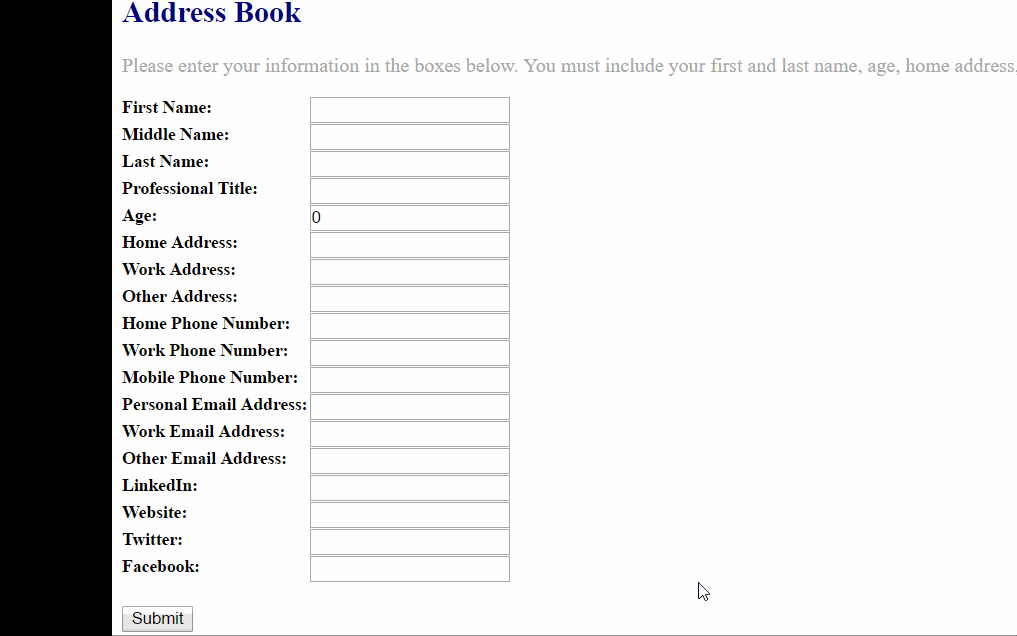 Address Book
Please enter your information in the boxes below. You must include your first and last name, age, home address,
First Name:
Middle Name:
Last Name:
Professional Title:
Age: 0
Home Address:
Work Address:
Other Address:
Home Phone Number:
Work Phone Number:
Mobile Phone Number:
Personal Email Address:
Work Email Address:
Other Email Address:
LinkedIn:
Website:
Twitter:
Facebook:
Submit